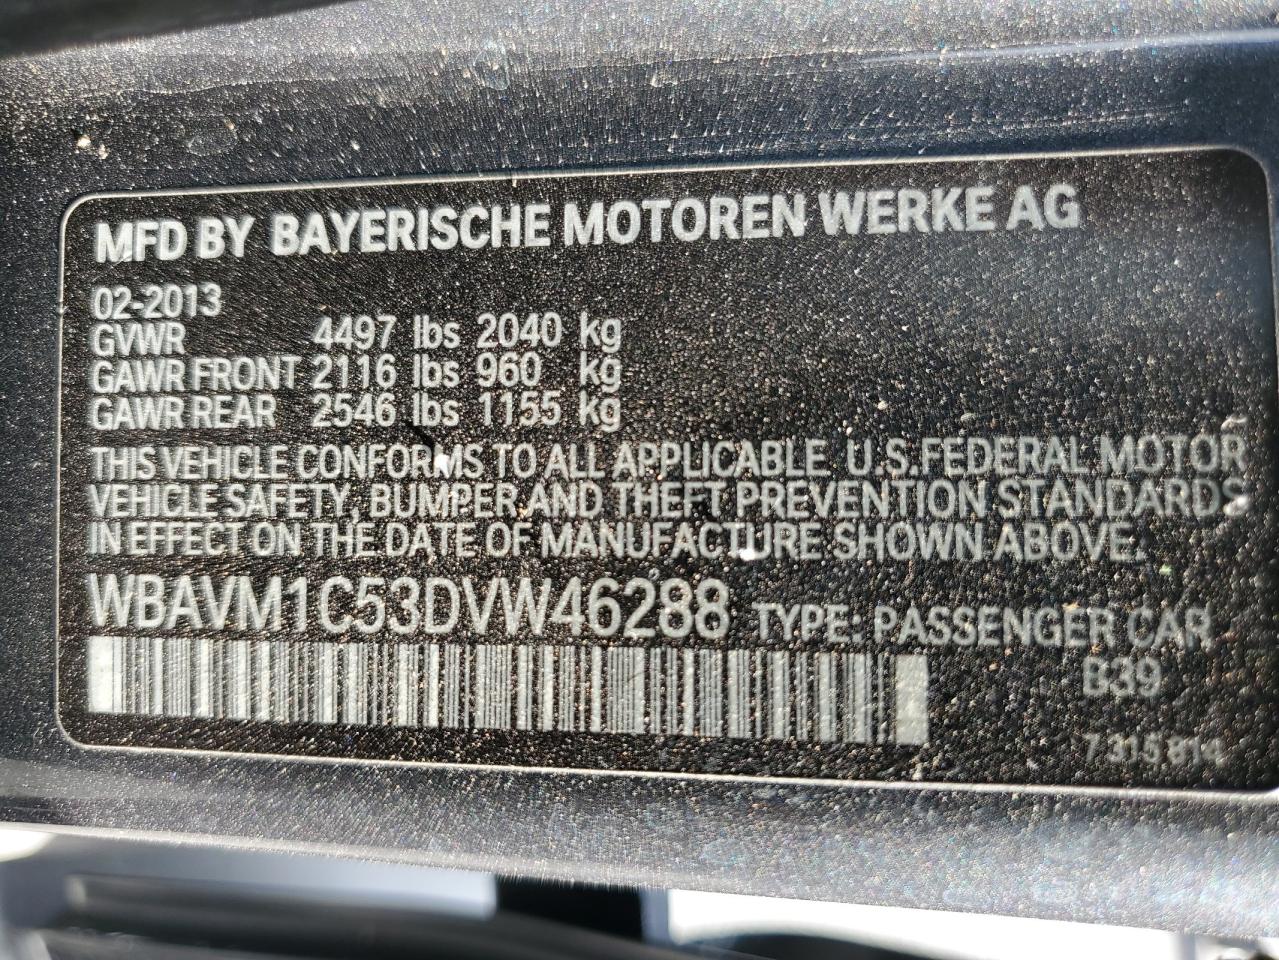 MFD BY BAYERISCHE MOTOREN WERKE AG
02-2013
GVWR 4497 lbs 2040 kg
GAWR FRONT 2116 lbs 960 kg
GAWR REAR 2546 lbs 1155 kg
THIS VEHICLE CONFORMS TO ALL APPLICABLE U.S.FEDERAL MOTOR
VEHICLE SAFETY, BUMPER AND THEFT PREVENTION STANDARDS
IN EFFECT ON THE DATE OF MANUFACTURE SHOWN ABOVE.
WBAVM1C53DVW46288 TYPE: PASSENGER CAR
B39
7 315